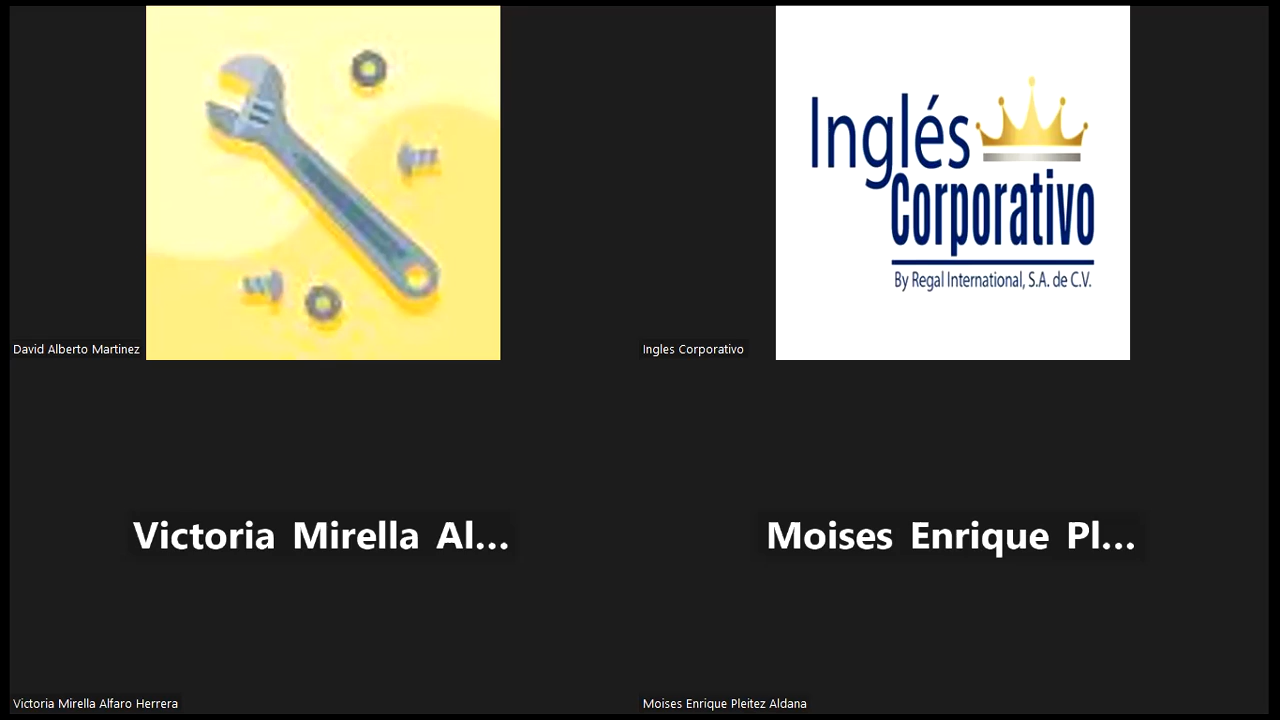 Inglés
Corporativo
By Regal International, S.A. de C.V.
David Alberto Martinez
Ingles Corporativo
Victoria Mirella Al...
Moises Enrique Pl...
Victoria Mirella Alfaro Herrera
Moises Enrique Pleitez Aldana